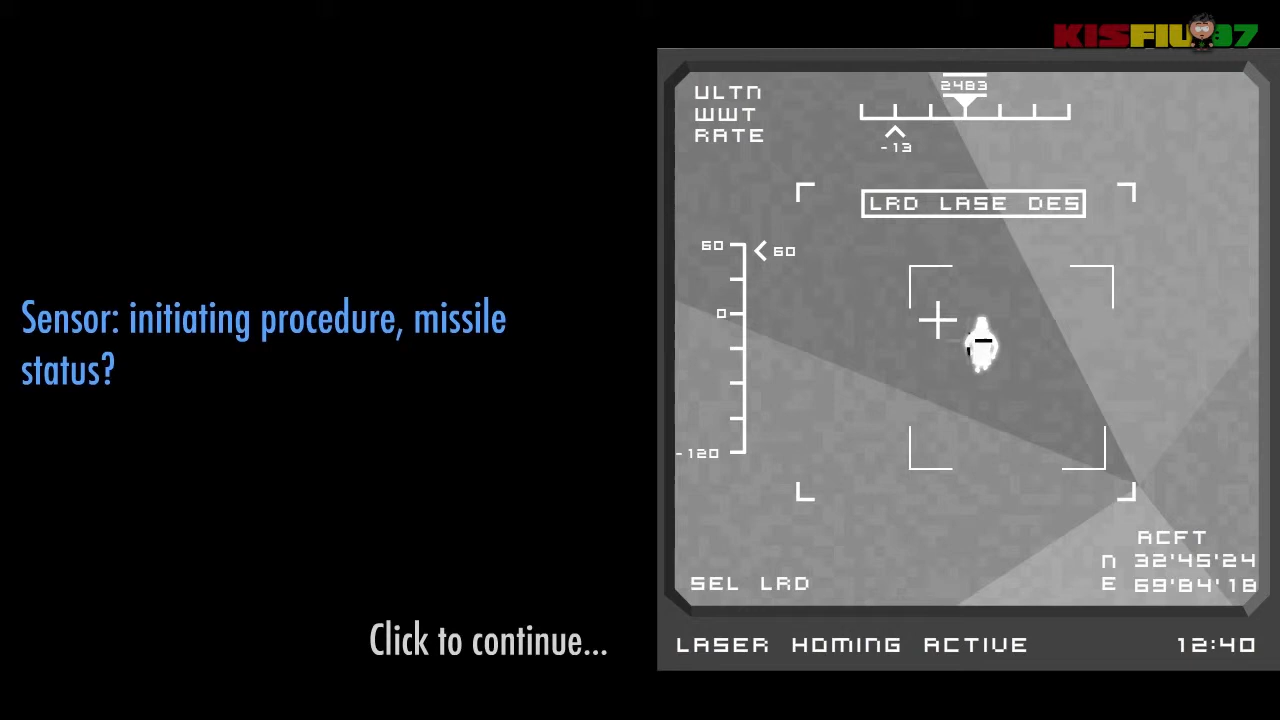 KISFIU87
ULTN
WWT
RATE
2483
-13
LRD LASE DES
60
60
0
-120
Sensor: initiating procedure, missile
status?
ACFT
N 32'45'24
E 69'84'18
SEL LRD
Click to continue...
LASER HOMING ACTIVE 12:40